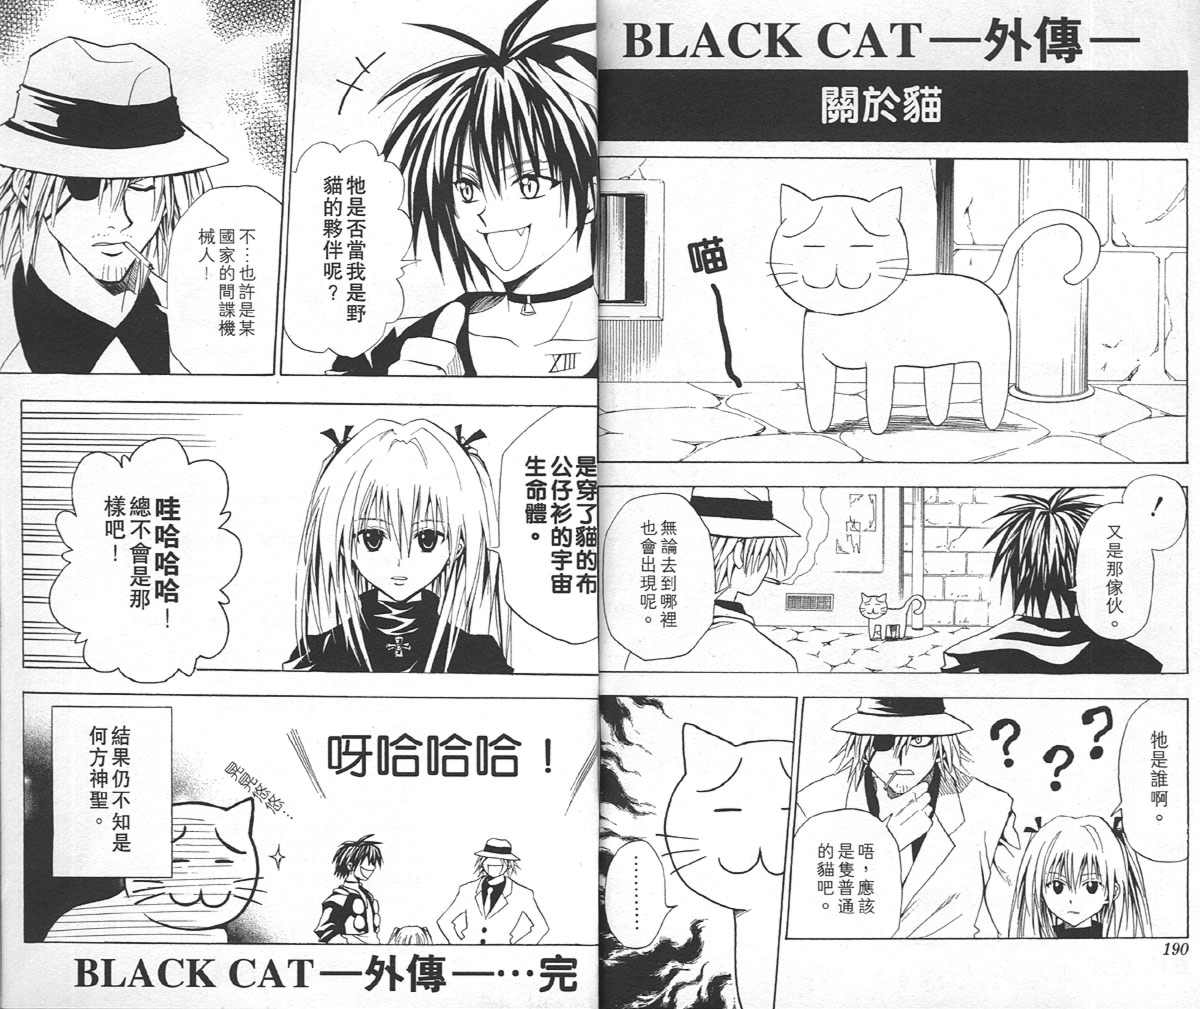 BLACK CAT—外傳—
關於貓
喵
！
又是那傢伙。
無論去到哪裡
也會出現呢。
牠是誰啊。
？
？
？
唔，應該
是隻普通
的貓吧。
…………
190
牠是否當我是野
貓的夥伴呢？
XIII
不…也許是某
國家的間諜機
械人！
是穿了貓的布
公仔衫的宇宙
生命體。
哇哈哈哈！
總不會是那
樣吧！
呀哈哈哈！
晃晃悠悠…
結果仍不知是
何方神聖。
BLACK CAT—外傳—…完